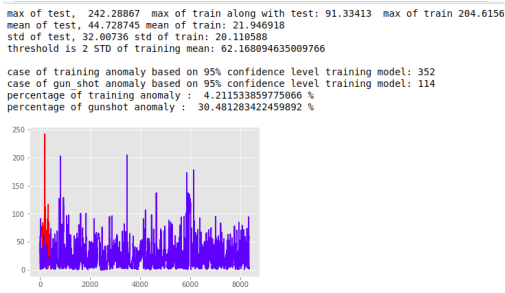 max of test,  242.28867  max of train along with test: 91.33413  max of train 204.6156
mean of test, 44.728745 mean of train: 21.946918
std of test, 32.00736 std of train: 20.110588
threshold is 2 STD of training mean: 62.168094635009766
case of training anomaly based on 95% confidence level training model: 352
case of gun_shot anomaly based on 95% confidence level training model: 114
percentage of training anomaly :  4.211533859775066 %
percentage of gunshot anomaly :  30.481283422459892 %
250
200
150
100
50
0
0 2000 4000 6000 8000